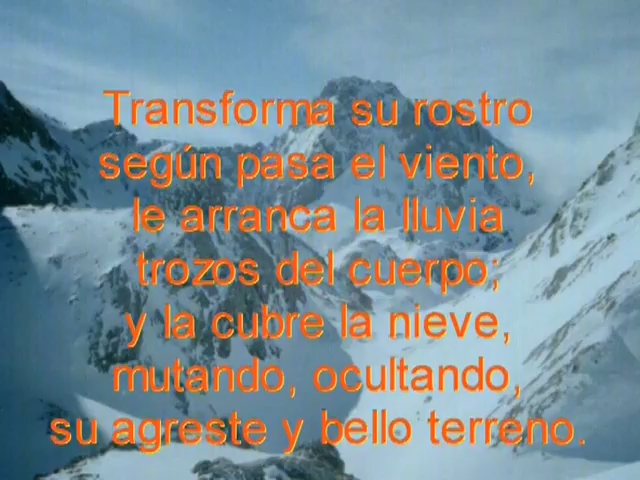 Transforma su rostro
según pasa el viento,
le arranca la lluvia
trozos del cuerpo;
y la cubre la nieve,
mutando, ocultando,
su agreste y bello terreno.